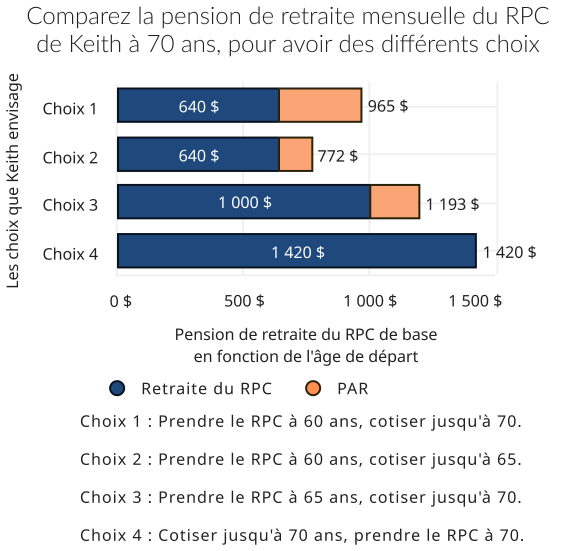 Comparez la pension de retraite mensuelle du RPC
de Keith à 70 ans, pour avoir des différents choix
Les choix que Keith envisage
Choix 1
640 $
965 $
Choix 2
640 $
772 $
Choix 3
1 000 $
1 193 $
Choix 4
1 420 $
1 420 $
0 $
500 $
1 000 $
1 500 $
Pension de retraite du RPC de base
en fonction de l'âge de départ
Retraite du RPC
PAR
Choix 1 : Prendre le RPC à 60 ans, cotiser jusqu'à 70.
Choix 2 : Prendre le RPC à 60 ans, cotiser jusqu'à 65.
Choix 3 : Prendre le RPC à 65 ans, cotiser jusqu'à 70.
Choix 4 : Cotiser jusqu'à 70 ans, prendre le RPC à 70.